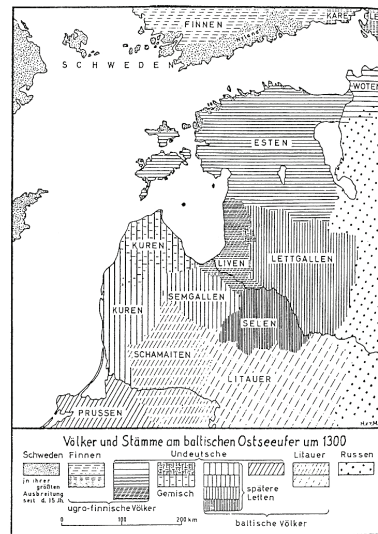 FINNEN
KARE
SCHWEDEN
WOTEN
ESTEN
KUREN
LIVEN
LETTGALLEN
SEMGALLEN
KUREN
SELEN
SCHAMAITEN
LITAUER
PRUSSEN
Völker und Stämme am baltischen Ostseeufer um 1300
Schweden Finnen Undeutsche Litauer Russen
in ihrer größten Ausbreitung seit d. 15. Jh.
Gemisch
spätere Letten
ugro-finnische Völker
baltische Völker
0 100 200 km